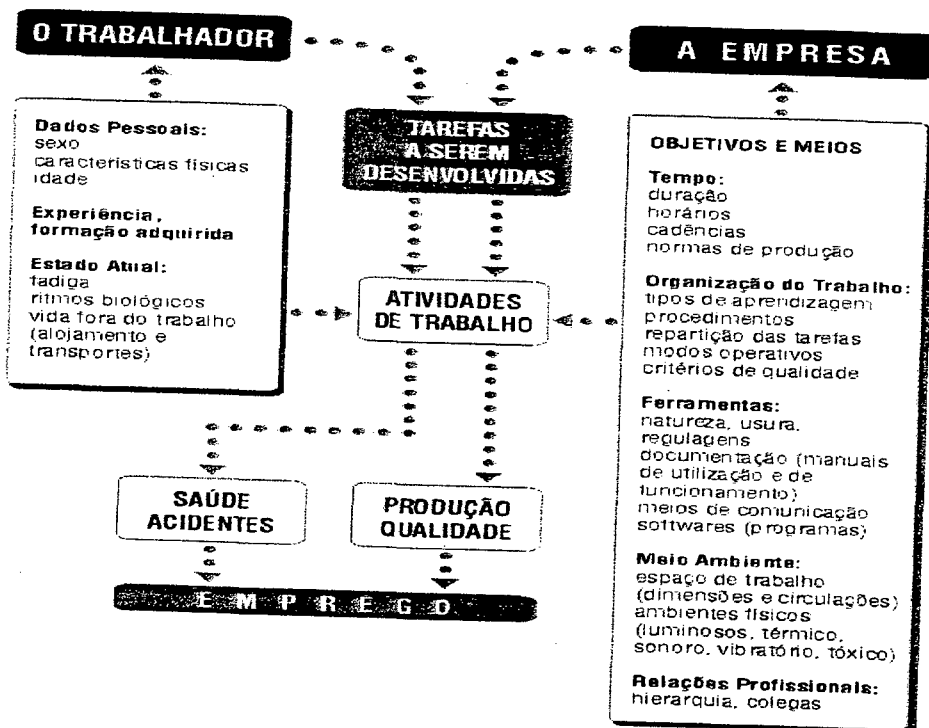 O TRABALHADOR
A EMPRESA
TAREFAS
A SEREM
DESENVOLVIDAS
Dados Pessoais:
sexo
características físicas
idade
Experiência,
formação adquirida
Estado Atual:
fadiga
ritmos biológicos
vida fora do trabalho
(alojamento e
transportes)
ATIVIDADES
DE TRABALHO
SAÚDE
ACIDENTES
PRODUÇÃO
QUALIDADE
EMPREGO
OBJETIVOS E MEIOS
Tempo:
duração
horários
cadências
normas de produção
Organização do Trabalho:
tipos de aprendizagem
procedimentos
repartição das tarefas
modos operativos
critérios de qualidade
Ferramentas:
natureza, usura,
regulagens
documentação (manuais
de utilização e de
funcionamento)
meios de comunicação
softwares (programas)
Meio Ambiente:
espaço de trabalho
(dimensões e circulações)
ambientes físicos
(luminosos, térmico,
sonoro, vibratório, tóxico)
Relações Profissionais:
hierarquia, colegas